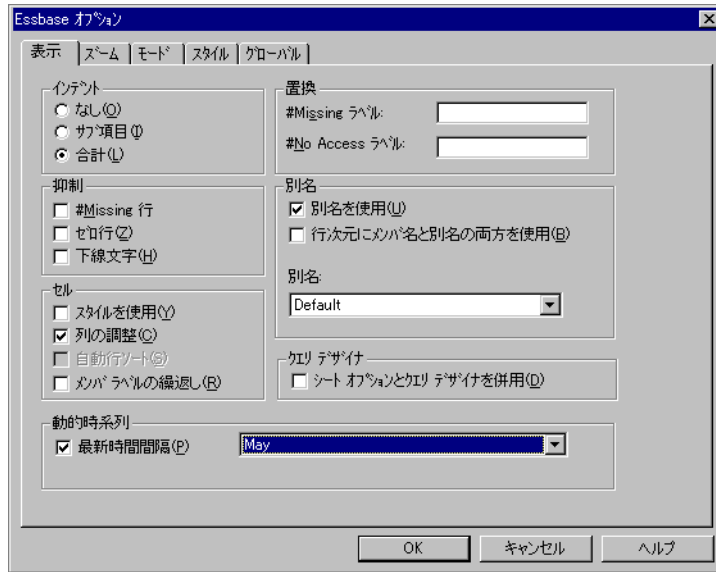 Essbase ｵﾌﾟｼｮﾝ
表示
ｽﾞｰﾑ
ﾓｰﾄﾞ
ｽﾀｲﾙ
ｸﾞﾛｰﾊﾞﾙ
ｲﾝﾃﾞﾝﾄ
なし(O)
ｻﾌﾞ項目(I)
合計(L)
置換
#Missing ﾗﾍﾞﾙ:
#No Access ﾗﾍﾞﾙ:
抑制
#Missing 行
ｾﾞﾛ行(Z)
下線文字(H)
別名
別名を使用(U)
行次元にﾒﾝﾊﾞ名と別名の両方を使用(B)
別名:
Default
ｾﾙ
ｽﾀｲﾙを使用(Y)
列の調整(C)
自動行ｿｰﾄ(S)
ﾒﾝﾊﾞ ﾗﾍﾞﾙの繰返し(R)
ｸｴﾘ ﾃﾞｻﾞｲﾅ
ｼｰﾄ ｵﾌﾟｼｮﾝとｸｴﾘ ﾃﾞｻﾞｲﾅを併用(D)
動的時系列
最新時間間隔(P)
May
OK
キャンセル
ヘルプ